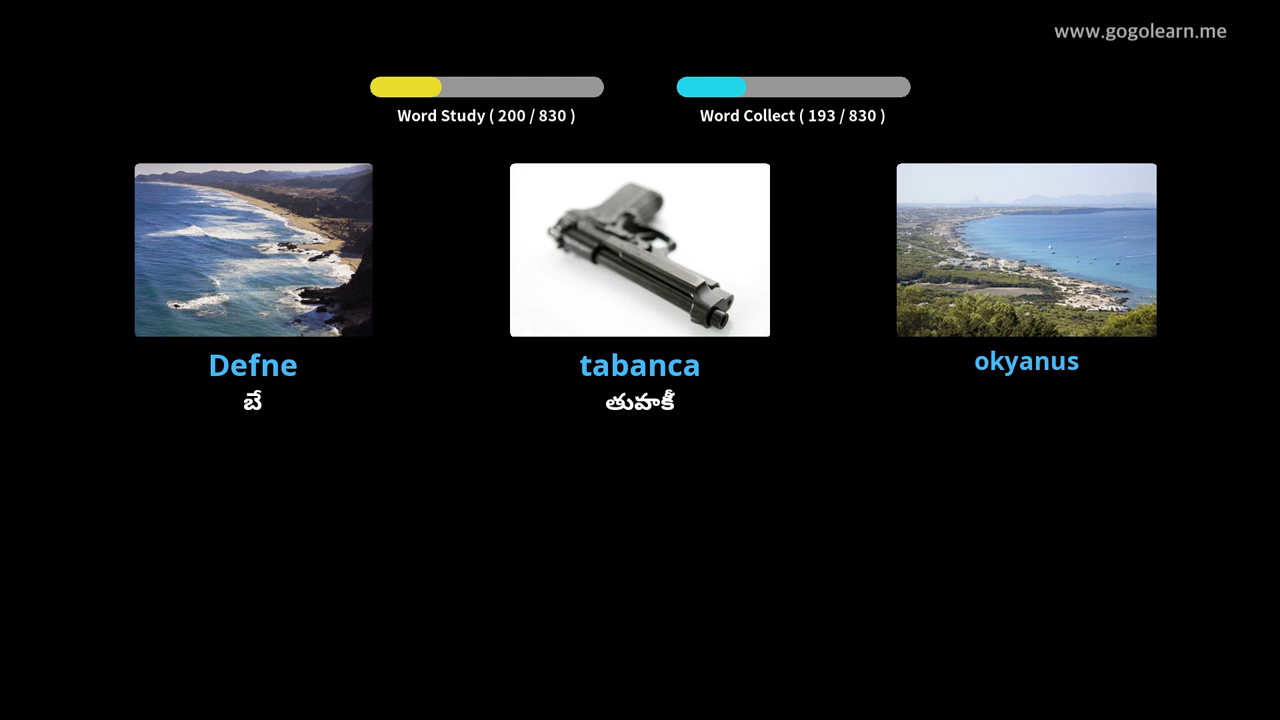 www.gogolearn.me
Word Study ( 200 / 830 )
Word Collect ( 193 / 830 )
Defne
tabanca
okyanus
బే
తుపాకీ